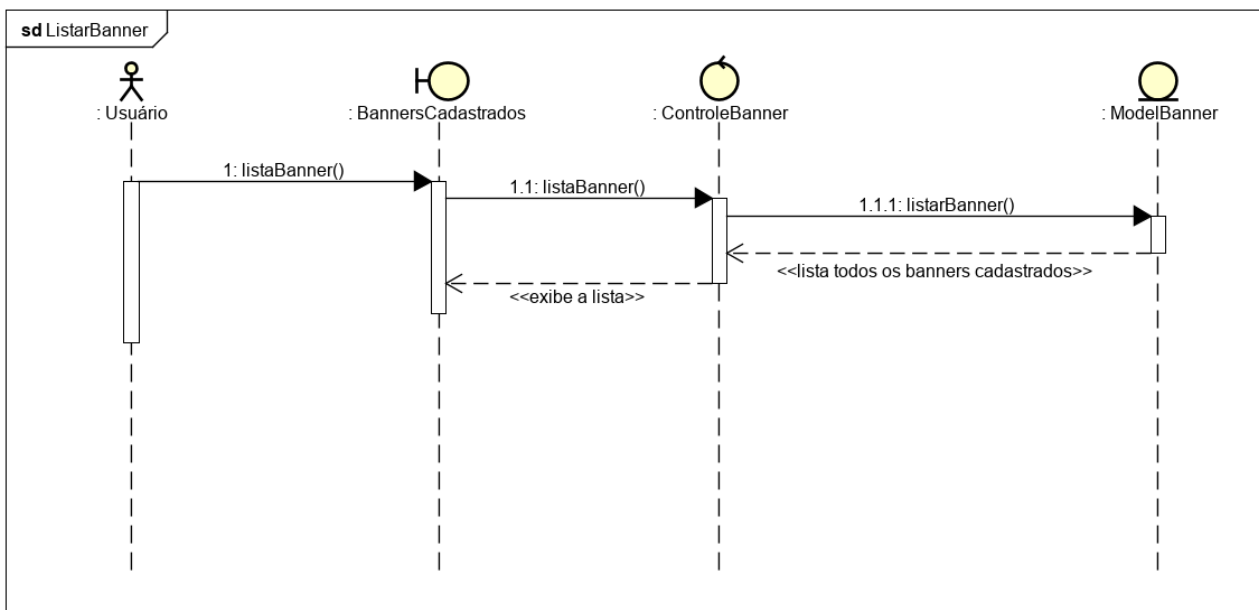 sd ListarBanner
: Usuário
: BannersCadastrados
: ControleBanner
: ModelBanner
1: listaBanner()
1.1: listaBanner()
1.1.1: listarBanner()
<<lista todos os banners cadastrados>>
<<exibe a lista>>